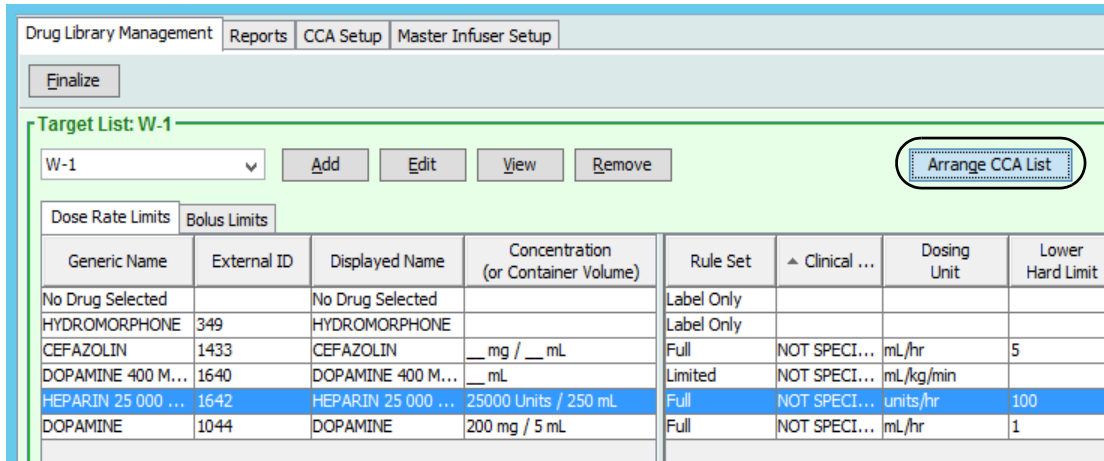 Drug Library Management Reports CCA Setup Master Infuser Setup
Finalize
Target List: W-1
W-1 Add Edit View Remove Arrange CCA List
Dose Rate Limits Bolus Limits
Generic Name External ID Displayed Name Concentration (or Container Volume) Rule Set Clinical ... Dosing Unit Lower Hard Limit
No Drug Selected No Drug Selected Label Only
HYDROMORPHONE 349 HYDROMORPHONE Label Only
CEFAZOLIN 1433 CEFAZOLIN __ mg / __ mL Full NOT SPECI... mL/hr 5
DOPAMINE 400 M... 1640 DOPAMINE 400 M... __ mL Limited NOT SPECI... mL/kg/min
HEPARIN 25 000 ... 1642 HEPARIN 25 000 ... 25000 Units / 250 mL Full NOT SPECI... units/hr 100
DOPAMINE 1044 DOPAMINE 200 mg / 5 mL Full NOT SPECI... mL/hr 1